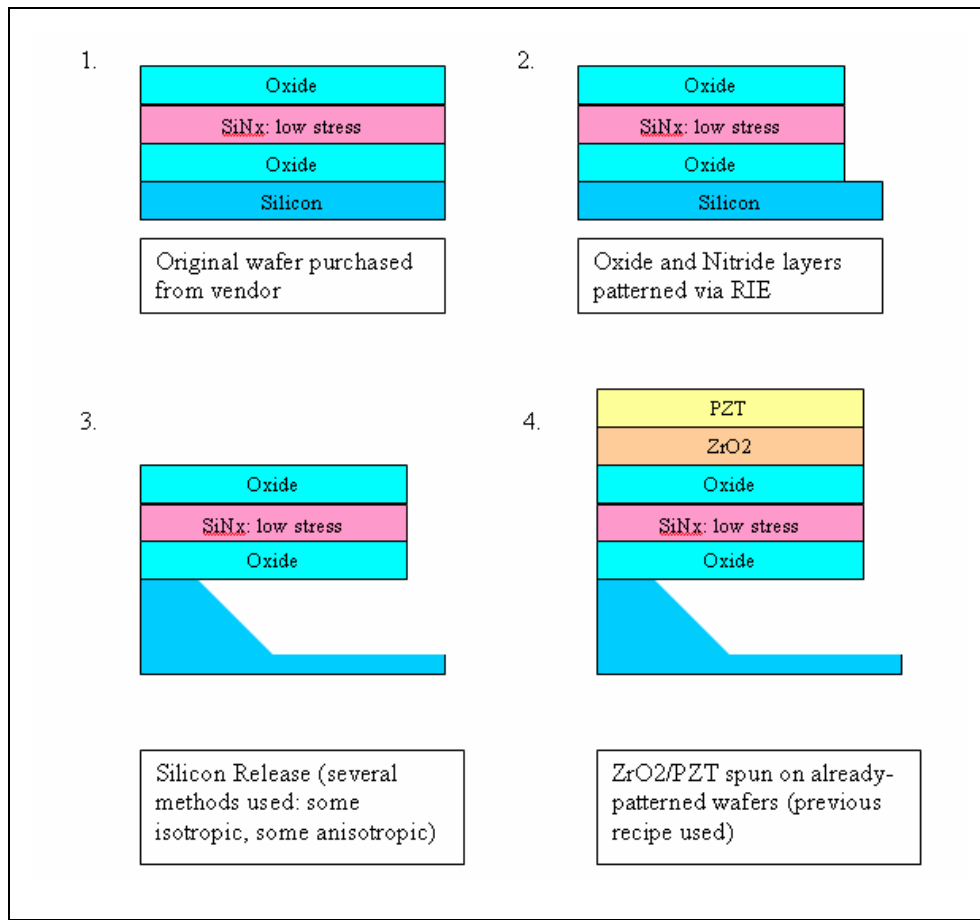 1.
Oxide
SiNx: low stress
Oxide
Silicon
Original wafer purchased
from vendor
2.
Oxide
SiNx: low stress
Oxide
Silicon
Oxide and Nitride layers
patterned via RIE
3.
Oxide
SiNx: low stress
Oxide
Silicon Release (several
methods used: some
isotropic, some anisotropic)
4.
PZT
ZrO2
Oxide
SiNx: low stress
Oxide
ZrO2/PZT spun on already-
patterned wafers (previous
recipe used)